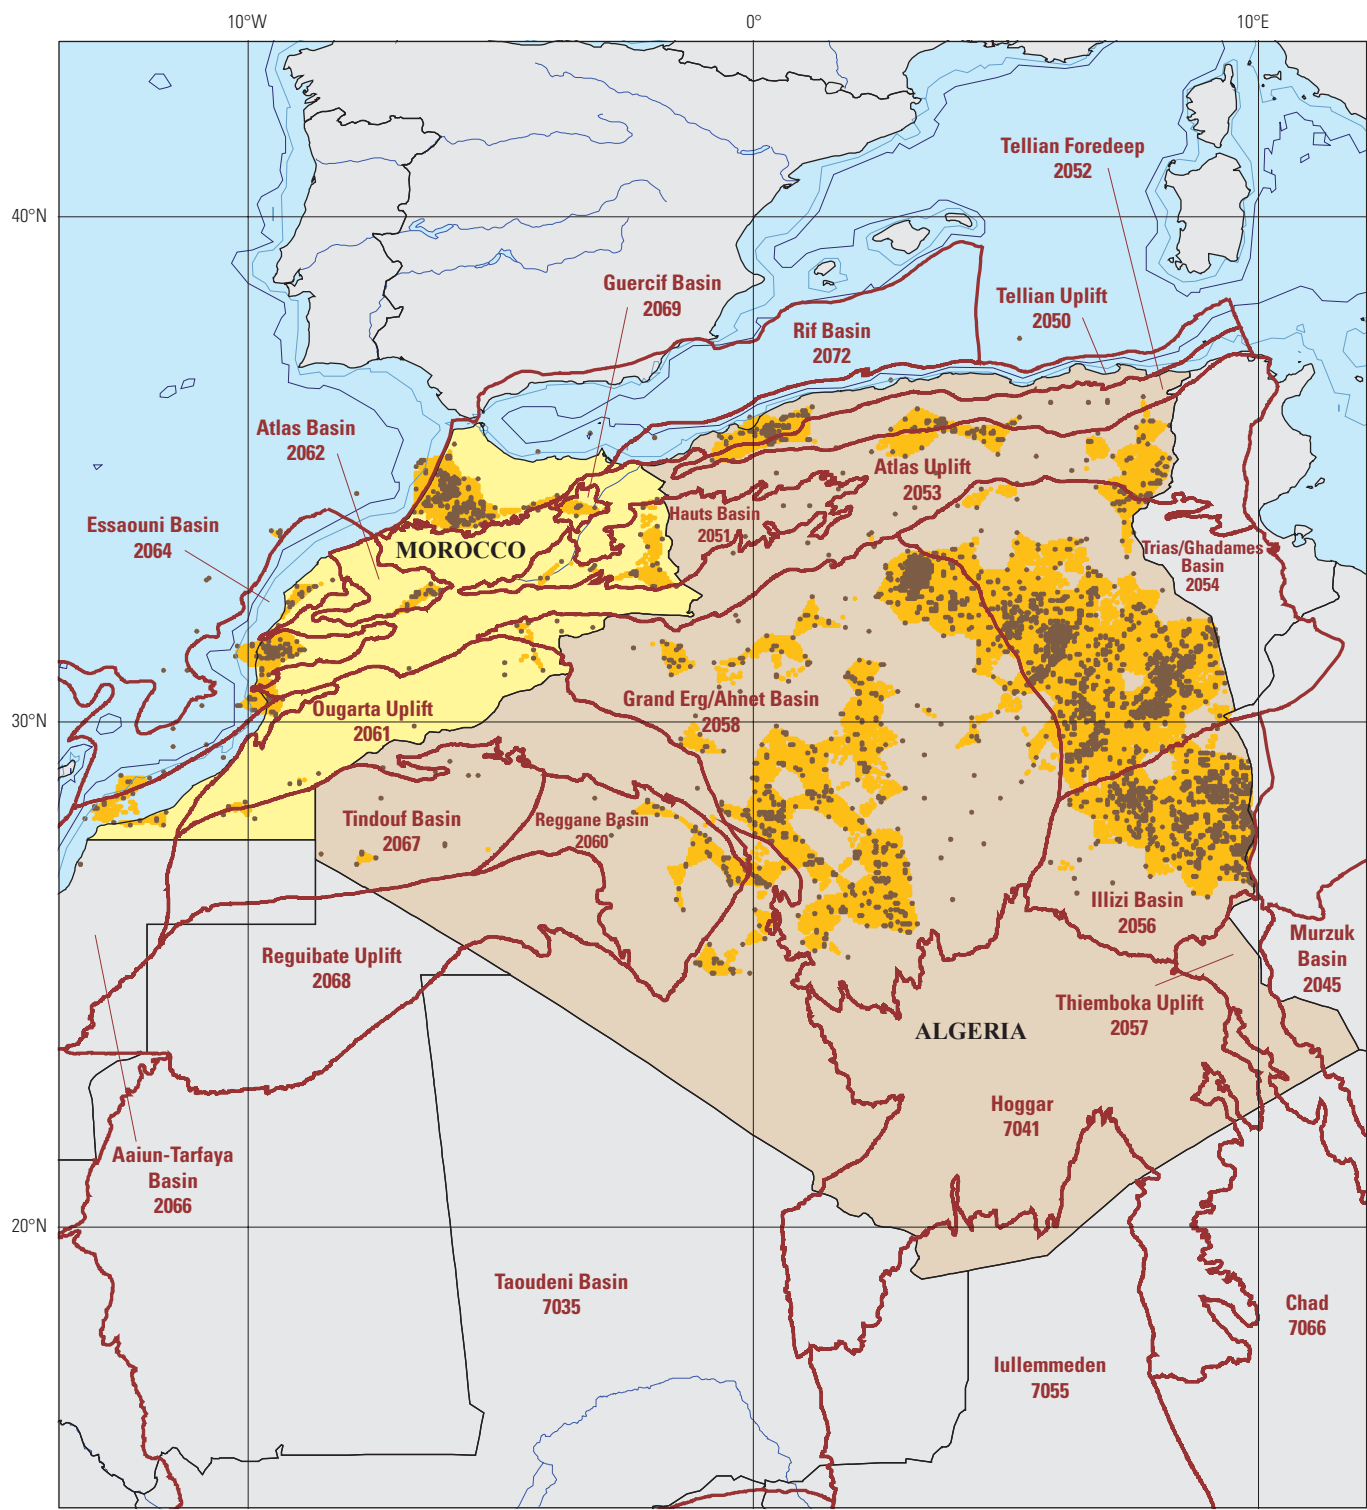 10°W
0°
10°E
40°N
30°N
20°N
Tellian Foredeep
2052
Guercif Basin
2069
Tellian Uplift
2050
Rif Basin
2072
Atlas Basin
2062
Atlas Uplift
2053
Essaouni Basin
2064
Hauts Basin
2051
MOROCCO
Trias/Ghadames
Basin
2054
Grand Erg/Ahnet Basin
2058
Ougarta Uplift
2061
Tindouf Basin
2067
Reggane Basin
2060
Illizi Basin
2056
Murzuk
Basin
2045
Reguibate Uplift
2068
Thiemboka Uplift
2057
ALGERIA
Hoggar
7041
Aaiun-Tarfaya
Basin
2066
Taoudeni Basin
7035
Chad
7066
Iullemmeden
7055